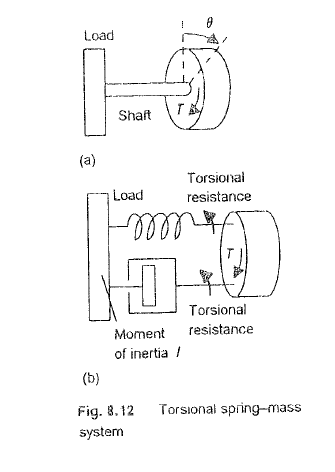 θ
Load
Shaft
T
(a)
Torsional
resistance
Load
T
Torsional
resistance
Moment
of inertia I
(b)
Fig. 8.12 Torsional spring–mass
system